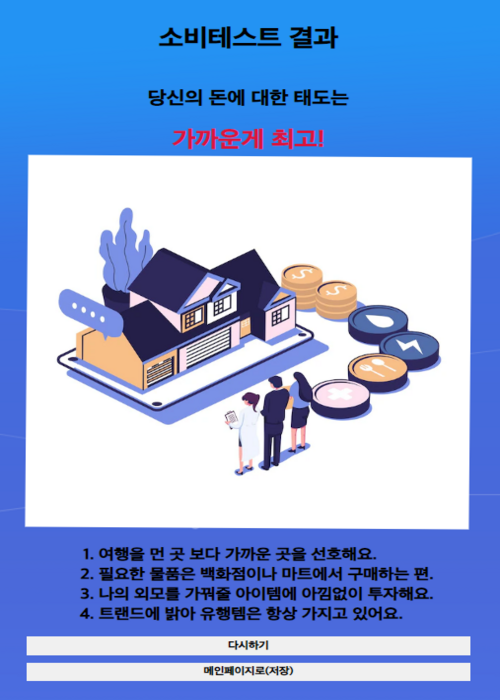 소비테스트 결과
당신의 돈에 대한 태도는
가까운게 최고!
1. 여행을 먼 곳 보다 가까운 곳을 선호해요.
2. 필요한 물품은 백화점이나 마트에서 구매하는 편.
3. 나의 외모를 가꿔줄 아이템에 아낌없이 투자해요.
4. 트랜드에 밝아 유행템은 항상 가지고 있어요.
다시하기
메인페이지로(저장)